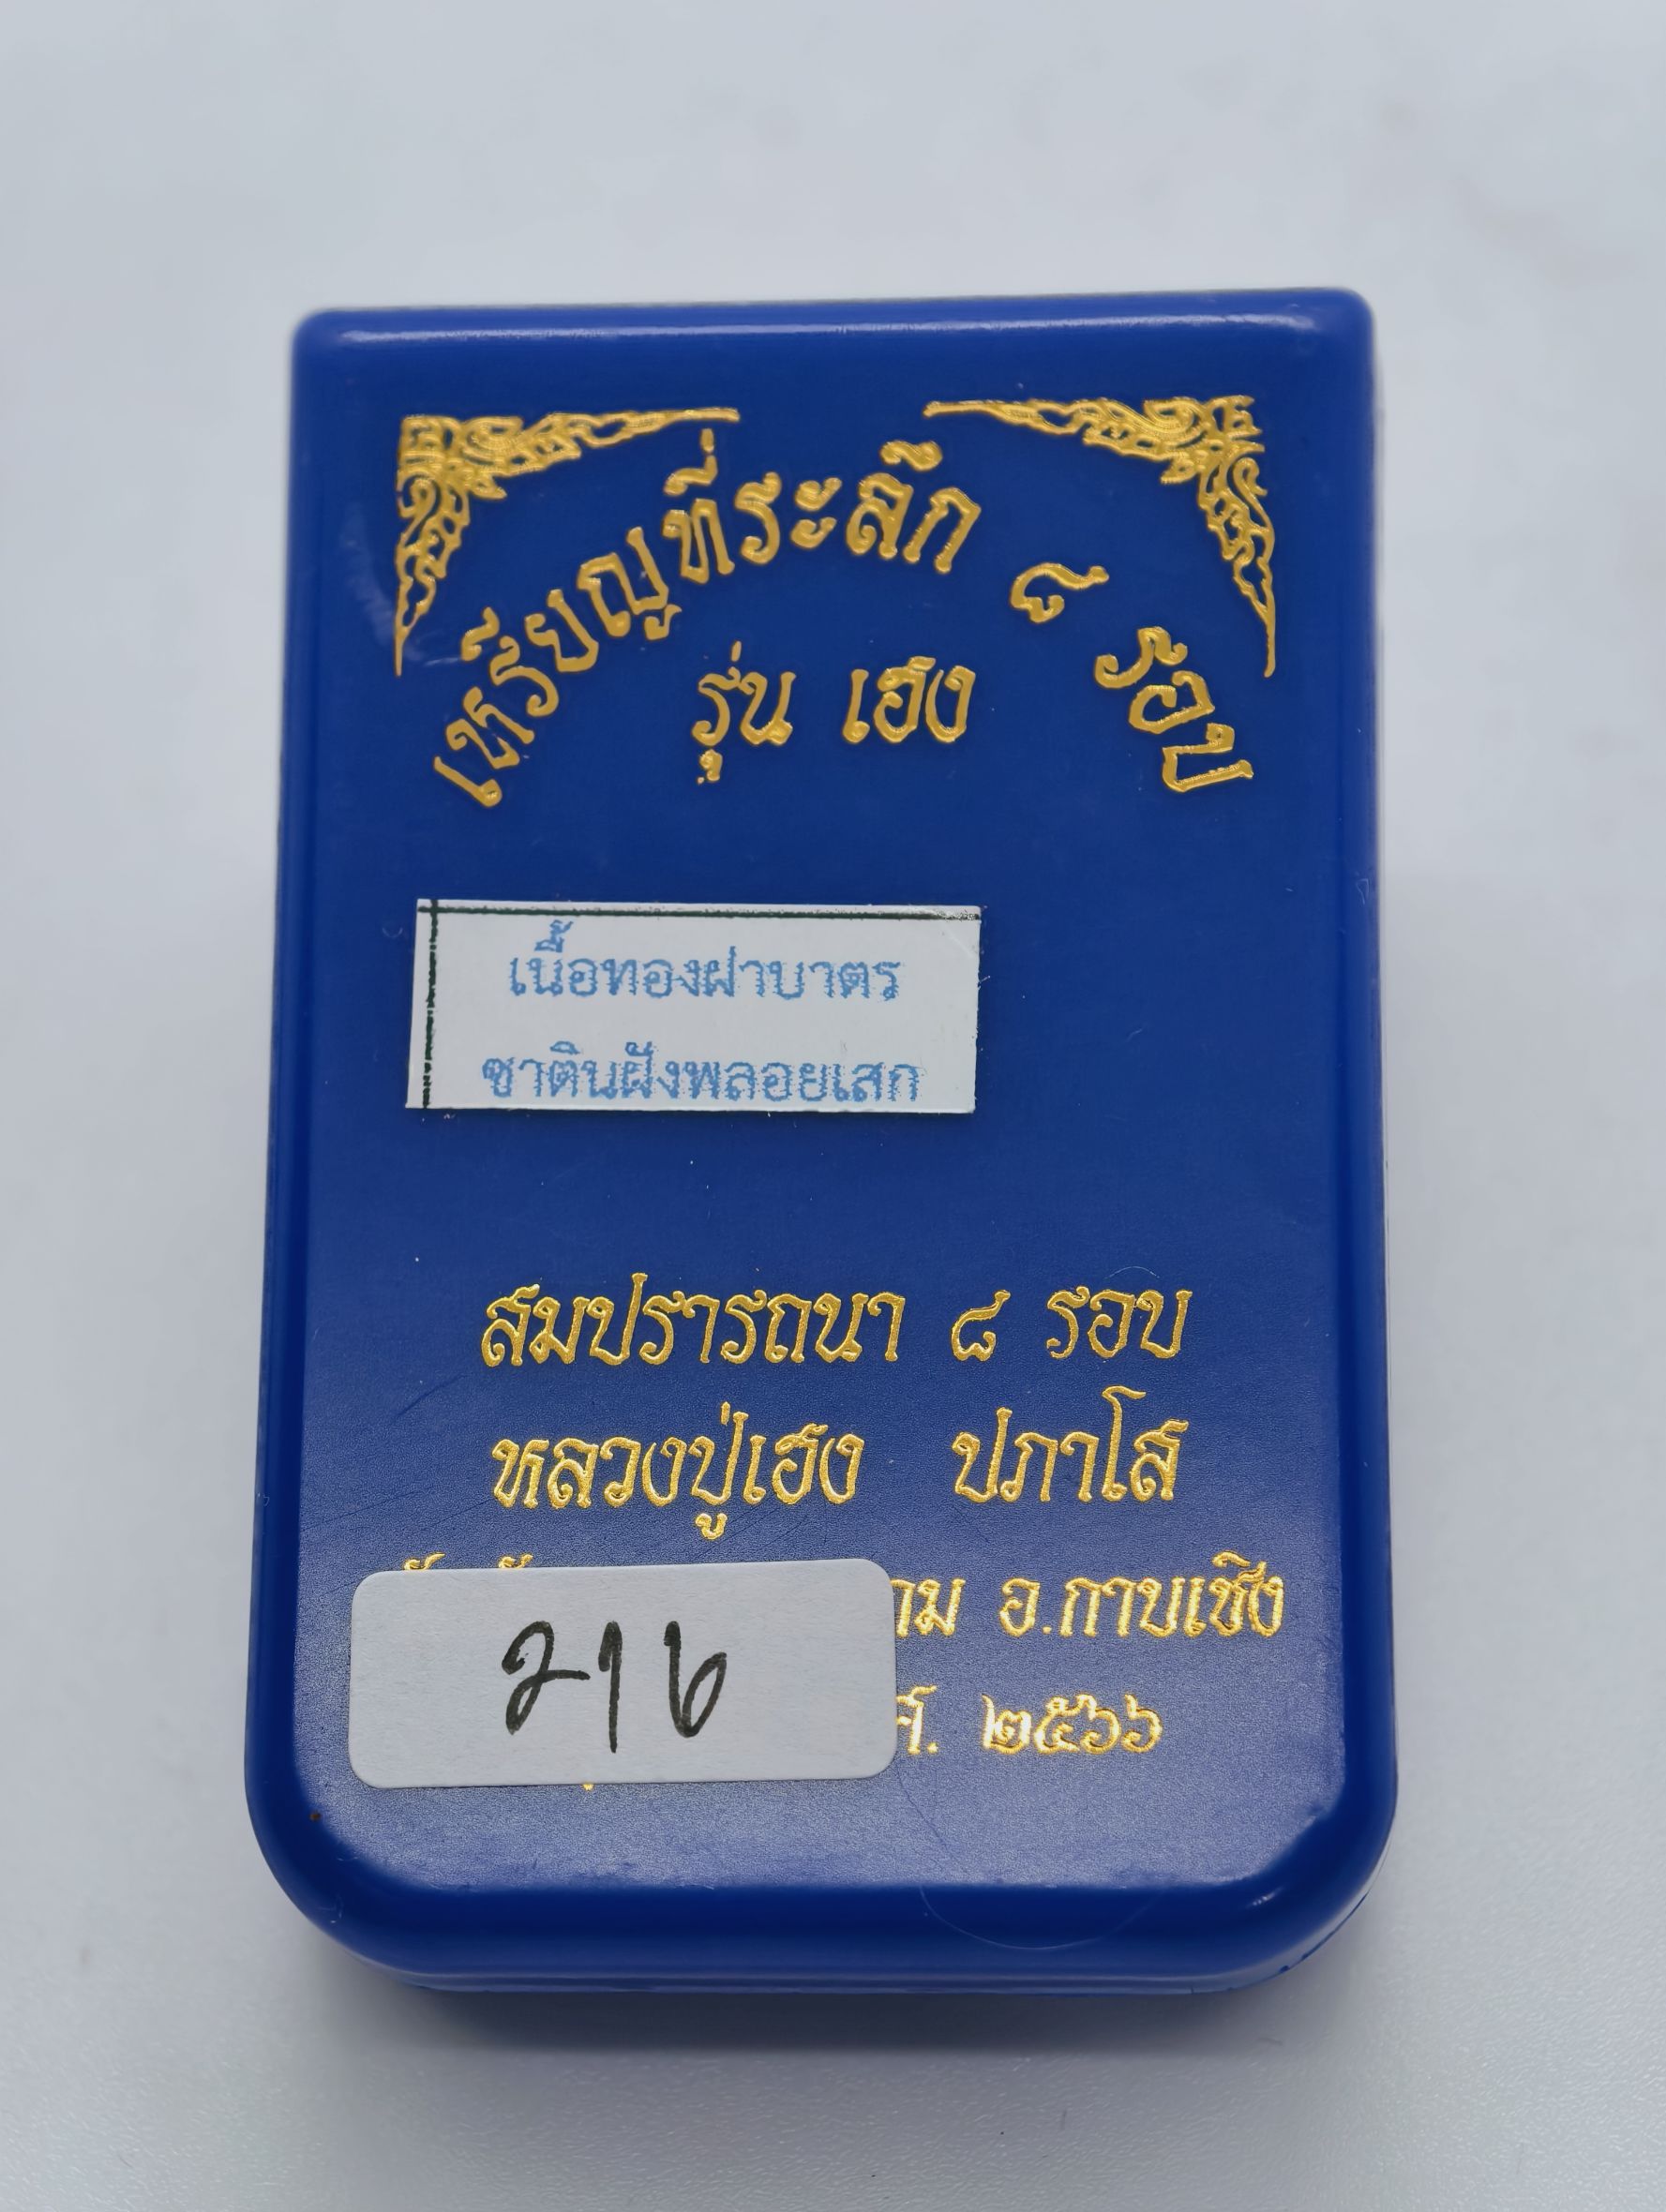 เหรียญที่ระลึก ๘ รอบ
รุ่น เฮง
เนื้อทองฝาบาตร
ซาตินฝังพลอยเสก
สมปรารถนา ๘ รอบ
หลวงปู่เฮง ปภาโส
อ.กาบเชิง
๒๕๖๖
216